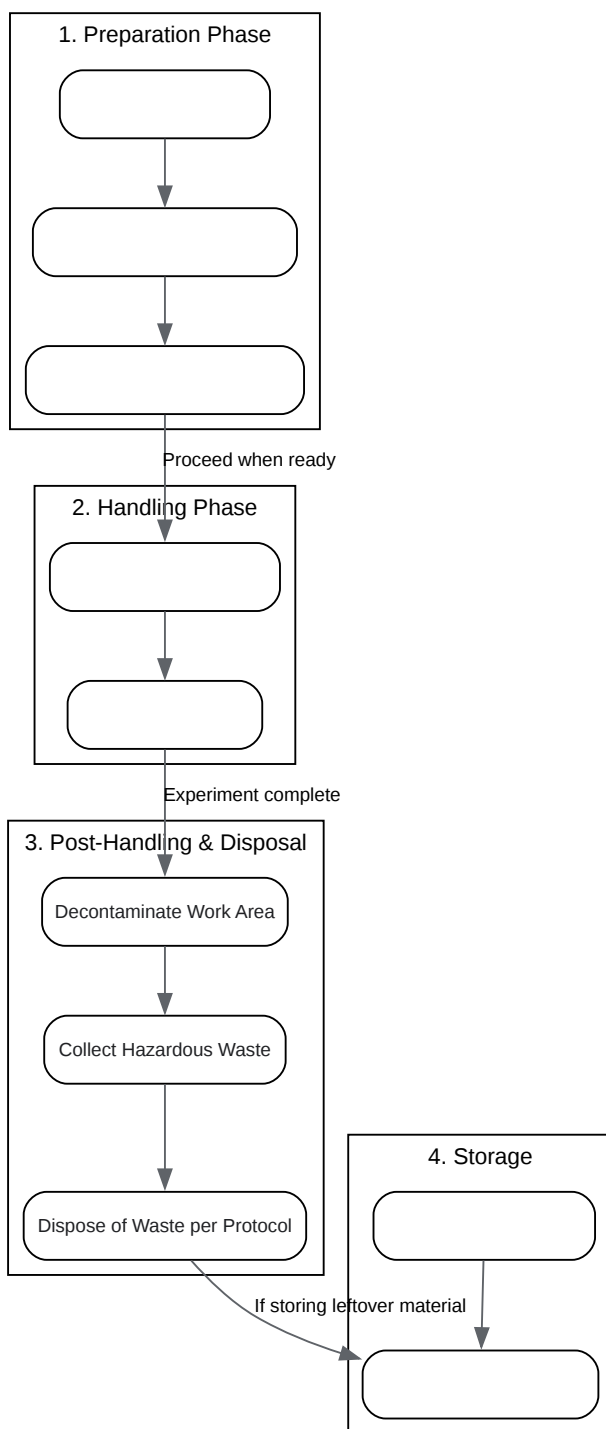 1. Preparation Phase
Proceed when ready
2. Handling Phase
Experiment complete
3. Post-Handling & Disposal
Decontaminate Work Area
Collect Hazardous Waste
4. Storage
Dispose of Waste per Protocol
If storing leftover material